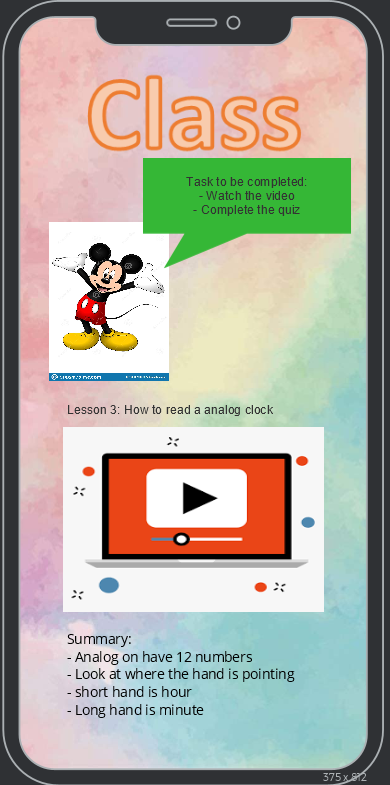 Class
Task to be completed:
- Watch the video
- Complete the quiz
Lesson 3: How to read a analog clock
Summary:
- Analog on have 12 numbers
- Look at where the hand is pointing
- short hand is hour
- Long hand is minute
375 x 812